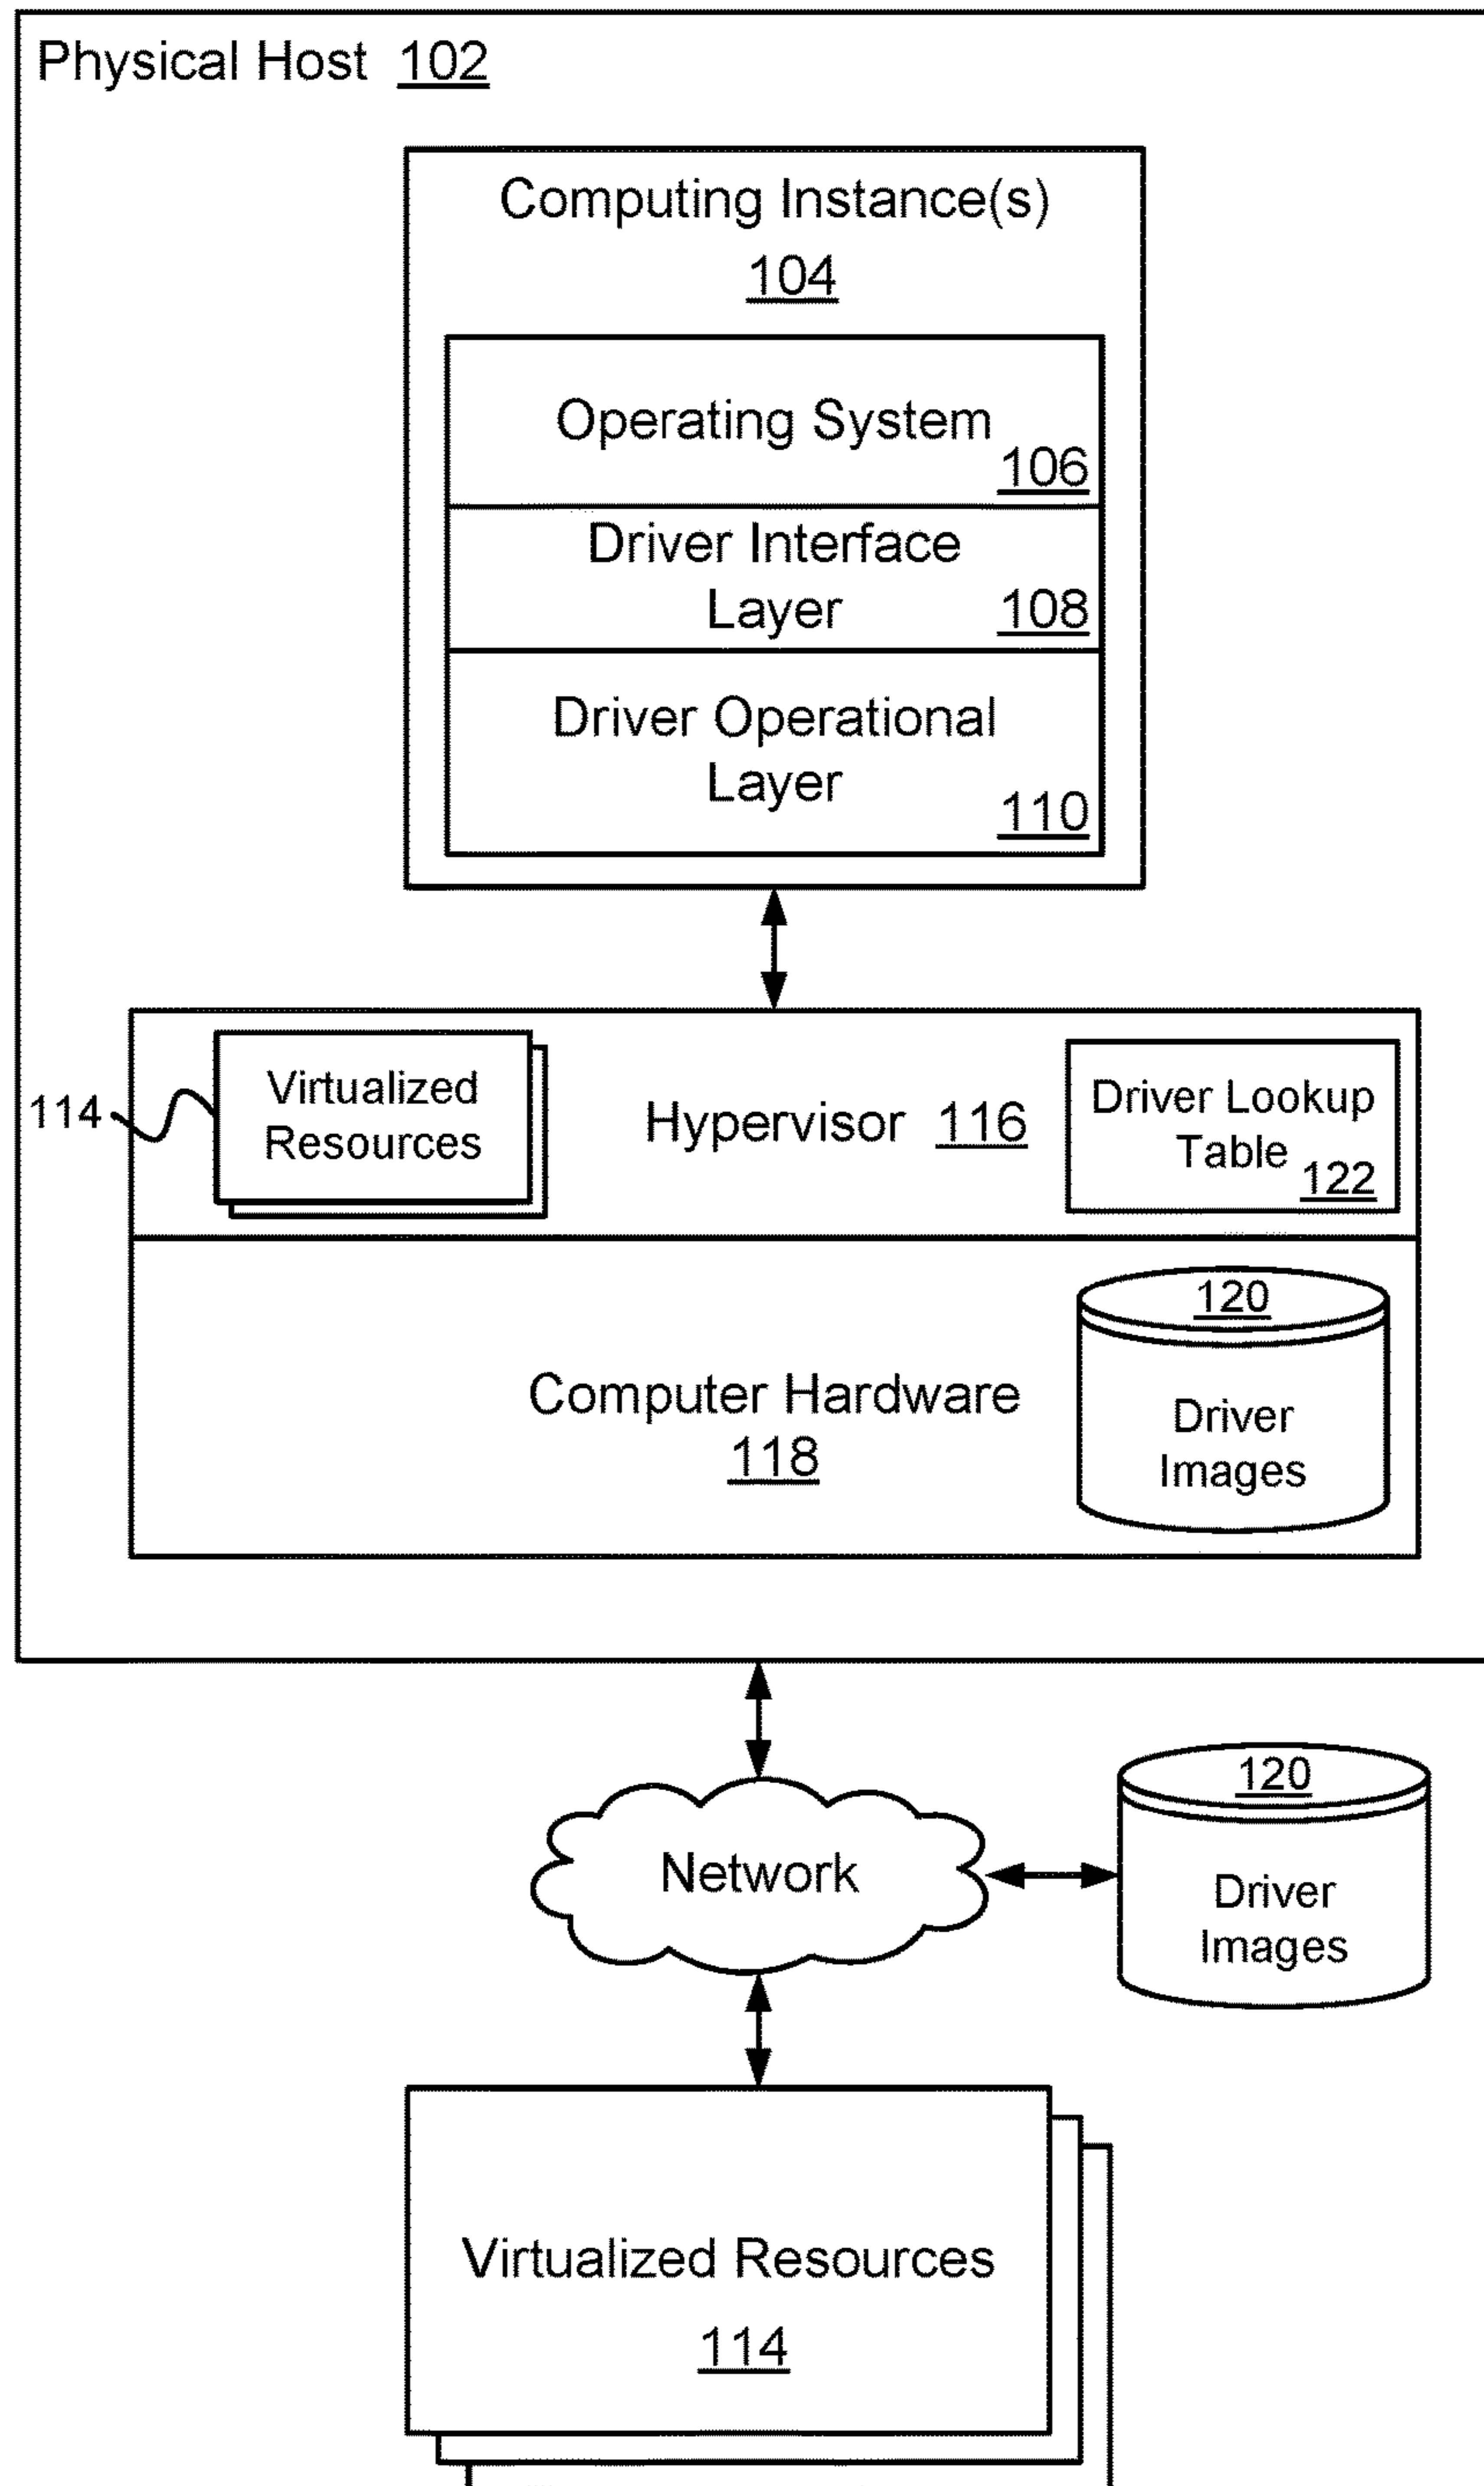 Physical Host 102
Computing Instance(s)
104
Operating System
106
Driver Interface
Layer 108
Driver Operational
Layer
110
114
Virtualized
Resources
Hypervisor 116
Driver Lookup
Table
122
120
Driver
Images
Computer Hardware
118
120
Driver
Images
Network
Virtualized Resources
114